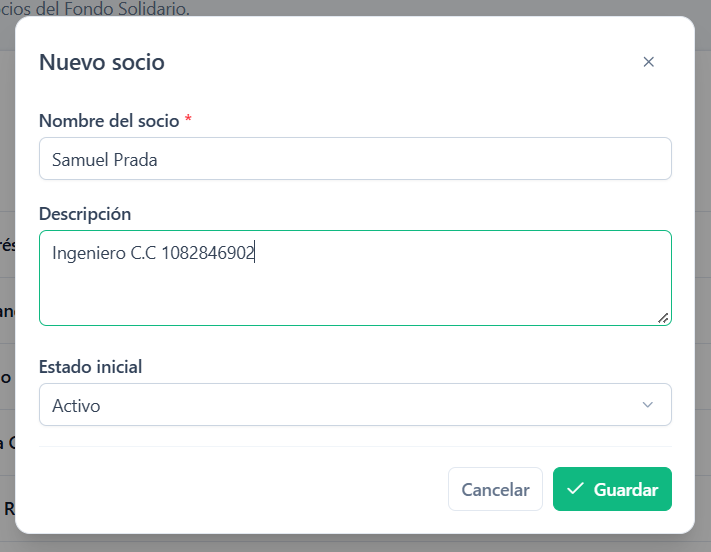 cios del Fondo Solidario.
Nuevo socio
Nombre del socio *
Samuel Prada
Descripción
Ingeniero C.C 1082846902
Estado inicial
Activo
Cancelar
Guardar